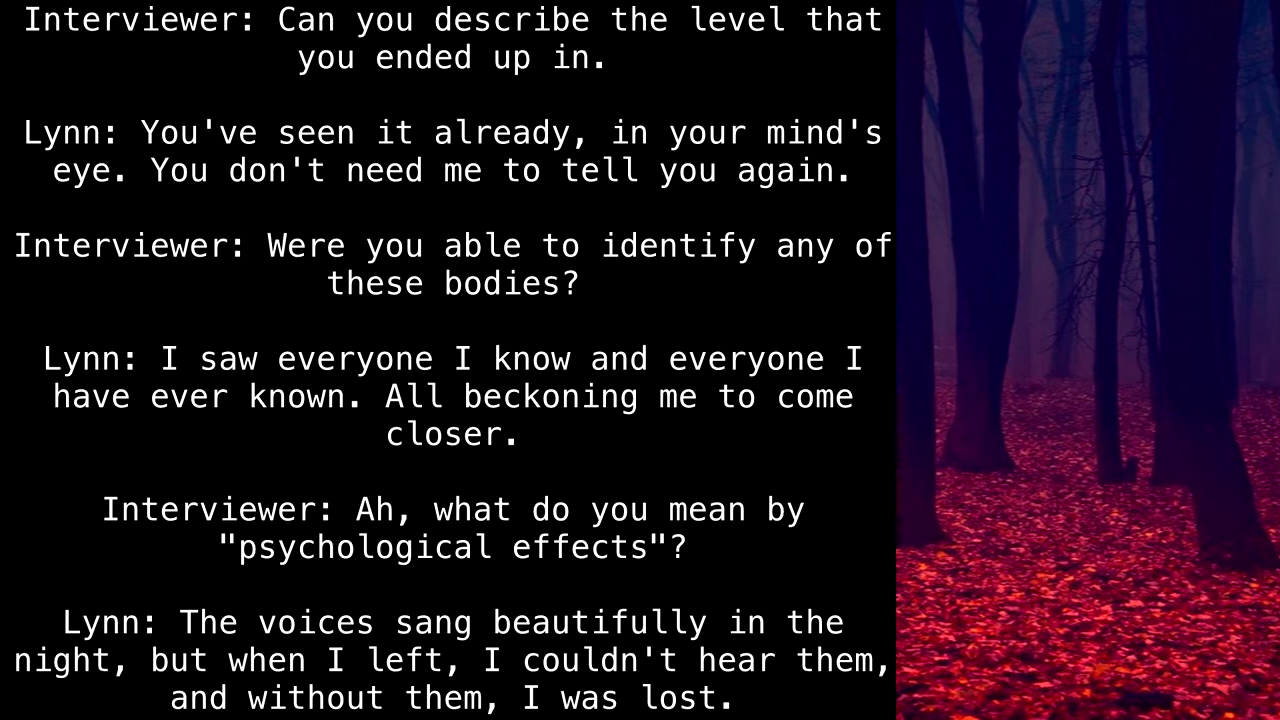 Interviewer: Can you describe the level that
you ended up in.
Lynn: You've seen it already, in your mind's
eye. You don't need me to tell you again.
Interviewer: Were you able to identify any of
these bodies?
Lynn: I saw everyone I know and everyone I
have ever known. All beckoning me to come
closer.
Interviewer: Ah, what do you mean by
"psychological effects"?
Lynn: The voices sang beautifully in the
night, but when I left, I couldn't hear them,
and without them, I was lost.